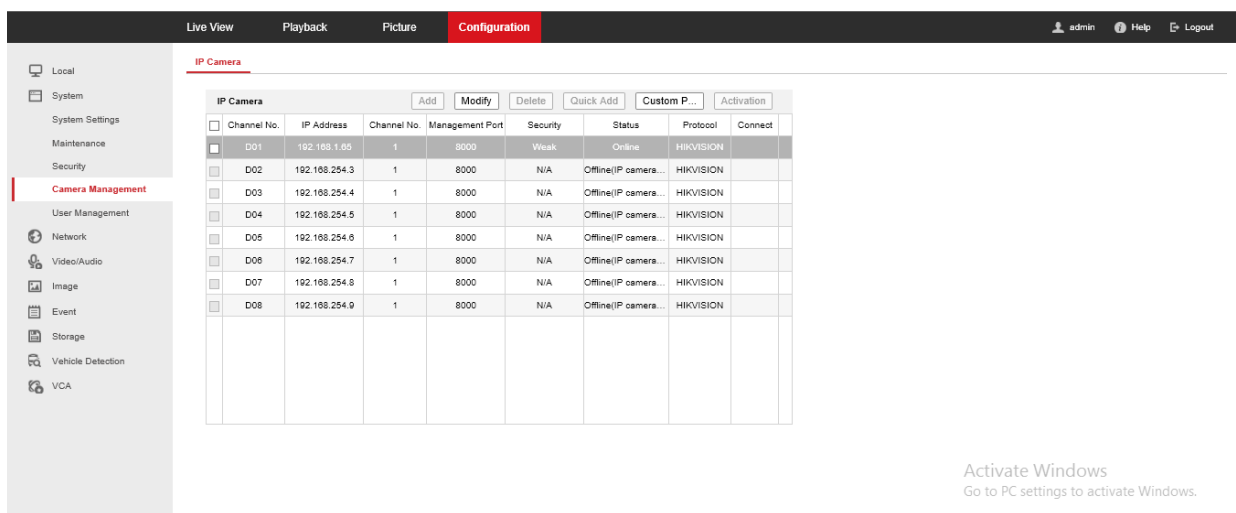 Live View Playback Picture Configuration admin Help Logout
IP Camera
Local
System
System Settings
Maintenance
Security
Camera Management
User Management
Network
Video/Audio
Image
Event
Storage
Vehicle Detection
VCA
IP Camera Add Modify Delete Quick Add Custom P... Activation
Channel No. IP Address Channel No. Management Port Security Status Protocol Connect
D01 192.168.1.65 1 8000 Weak Online HIKVISION
D02 192.168.254.3 1 8000 N/A Offline(IP camera... HIKVISION
D03 192.168.254.4 1 8000 N/A Offline(IP camera... HIKVISION
D04 192.168.254.5 1 8000 N/A Offline(IP camera... HIKVISION
D05 192.168.254.6 1 8000 N/A Offline(IP camera... HIKVISION
D06 192.168.254.7 1 8000 N/A Offline(IP camera... HIKVISION
D07 192.168.254.8 1 8000 N/A Offline(IP camera... HIKVISION
D08 192.168.254.9 1 8000 N/A Offline(IP camera... HIKVISION
Activate Windows
Go to PC settings to activate Windows.